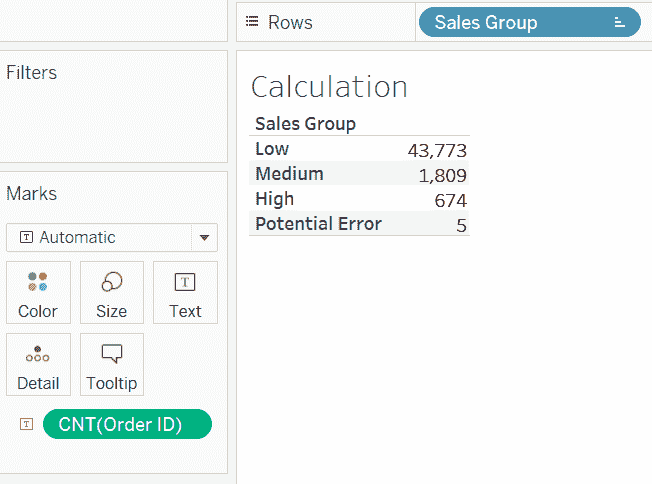 Rows
Sales Group
Filters
Calculation
Sales Group
Low 43,773
Medium 1,809
High 674
Potential Error 5
Marks
T Automatic
Color Size T Text
Detail Tooltip
T CNT(Order ID)